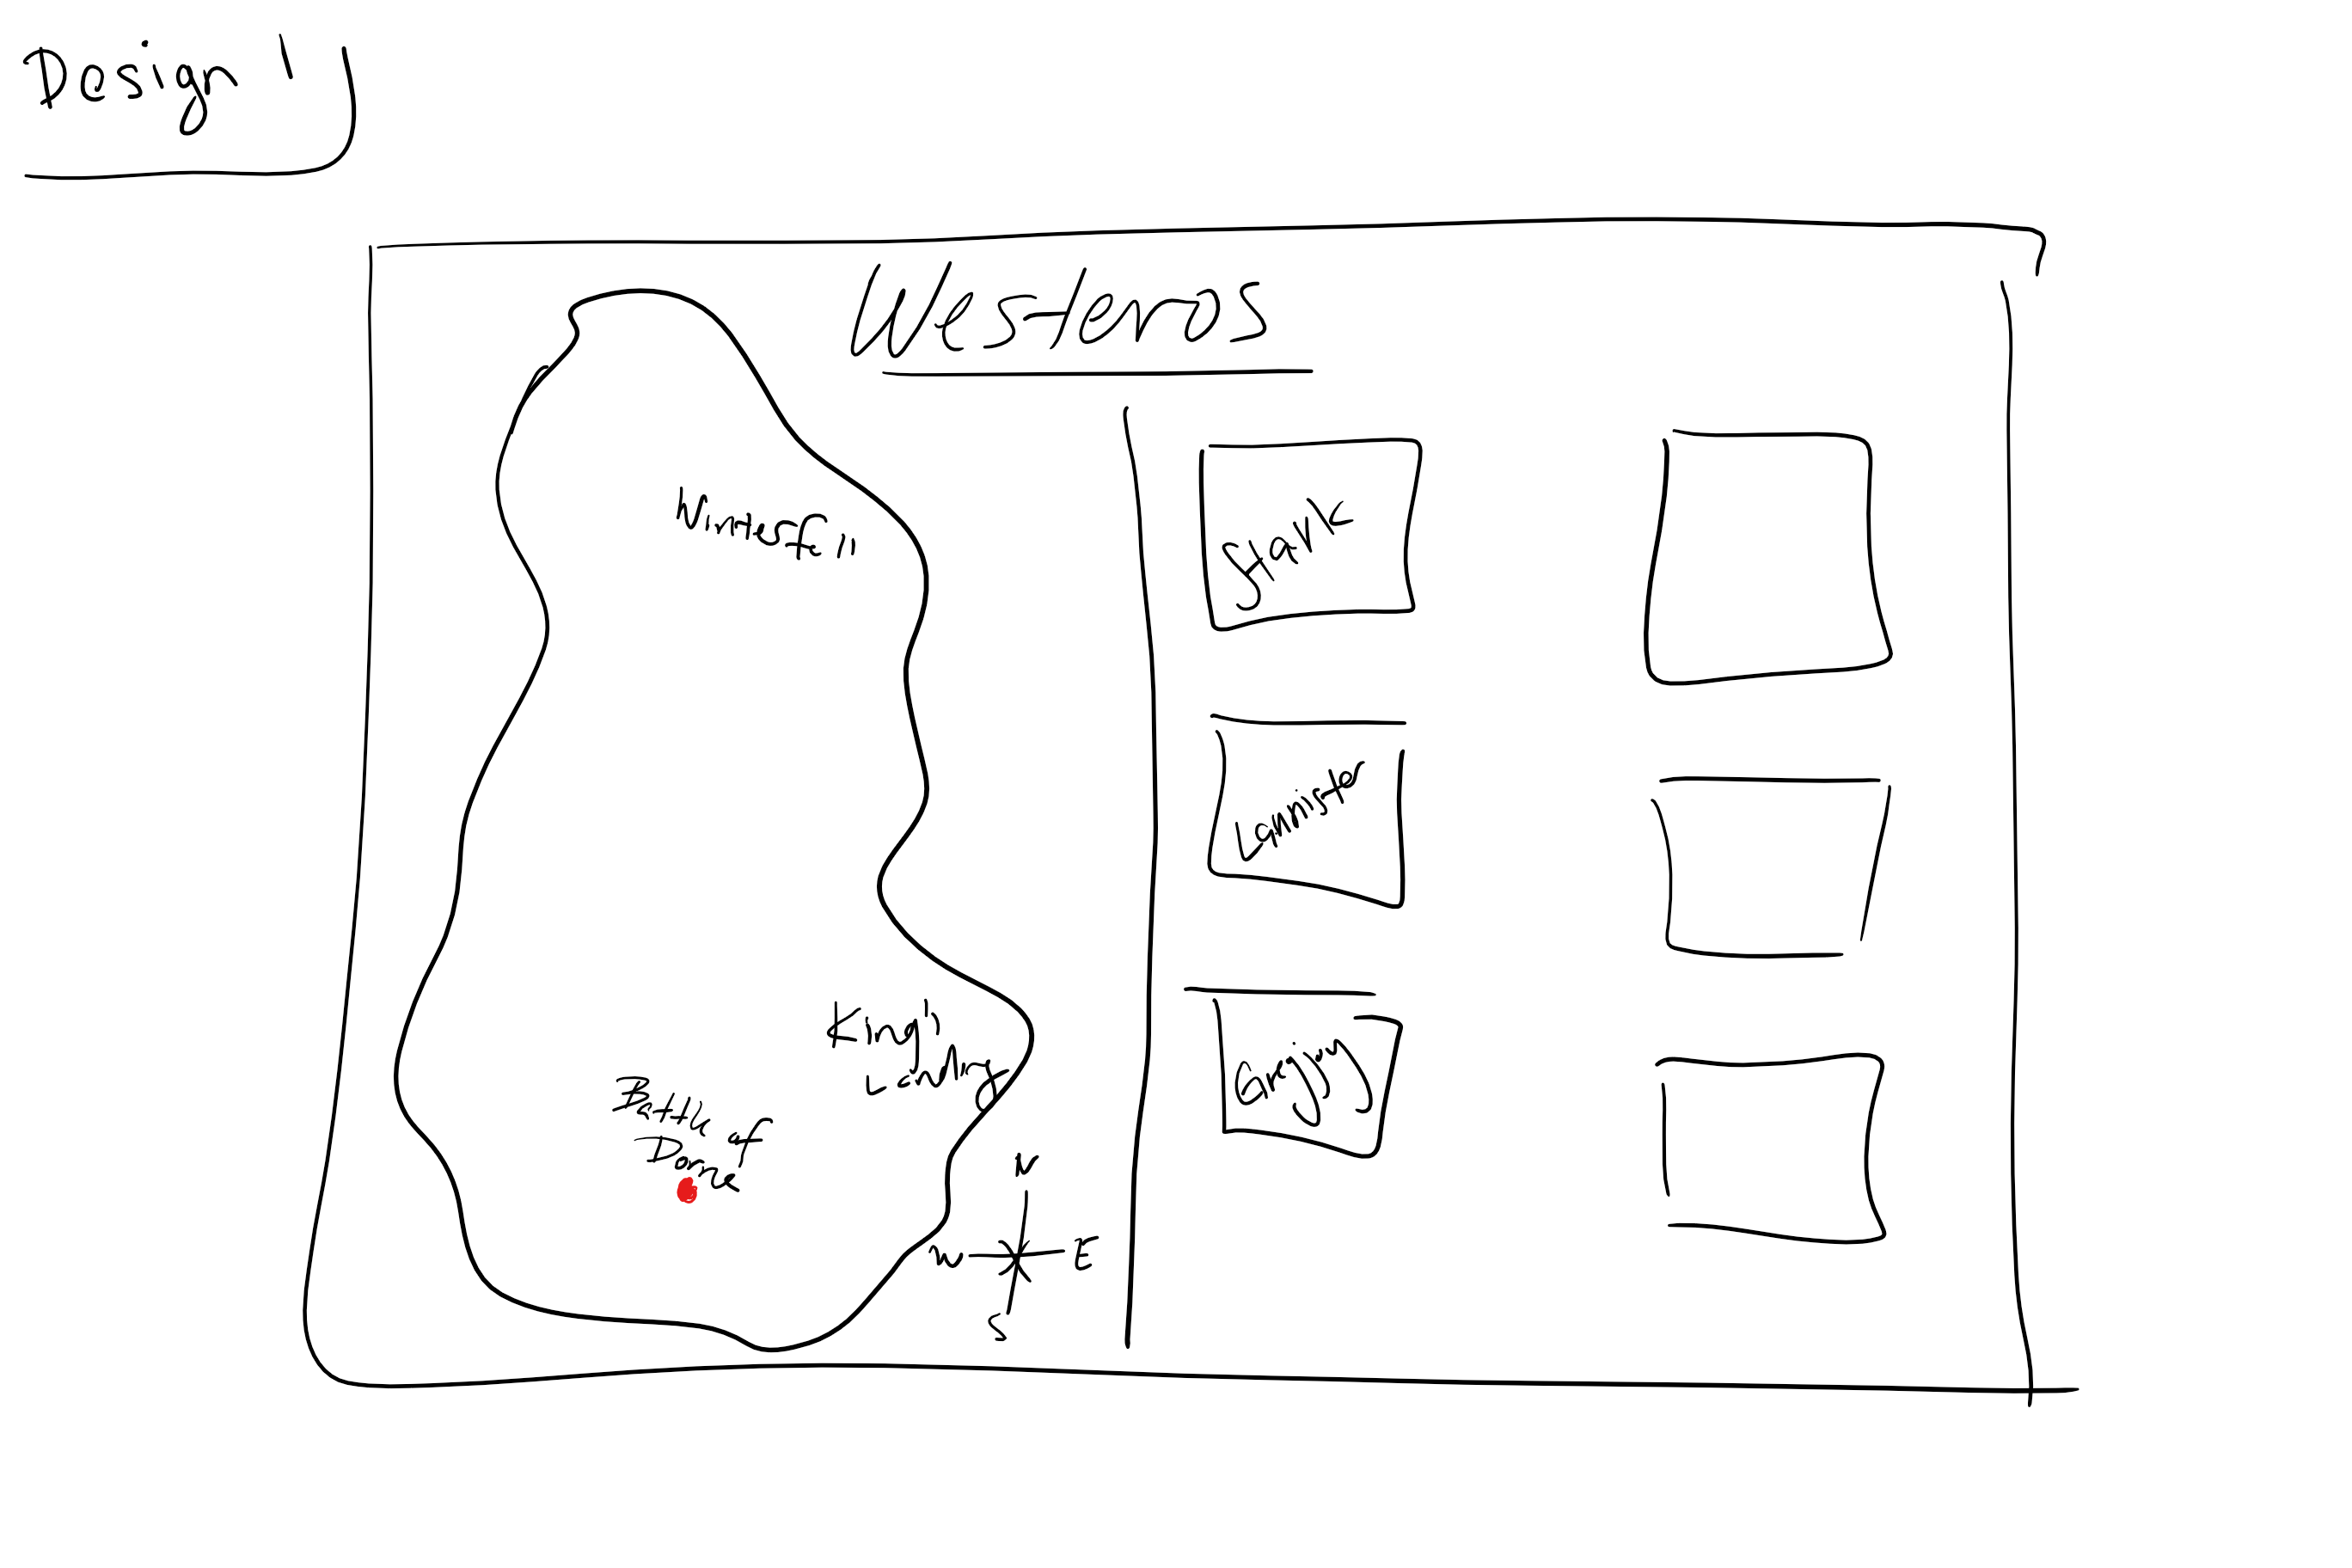 Design 1
Westeros
Winterfell
Stark
Lannister
King's
Landing
Battle of
Dorne
Greyjoy
N
W
E
S